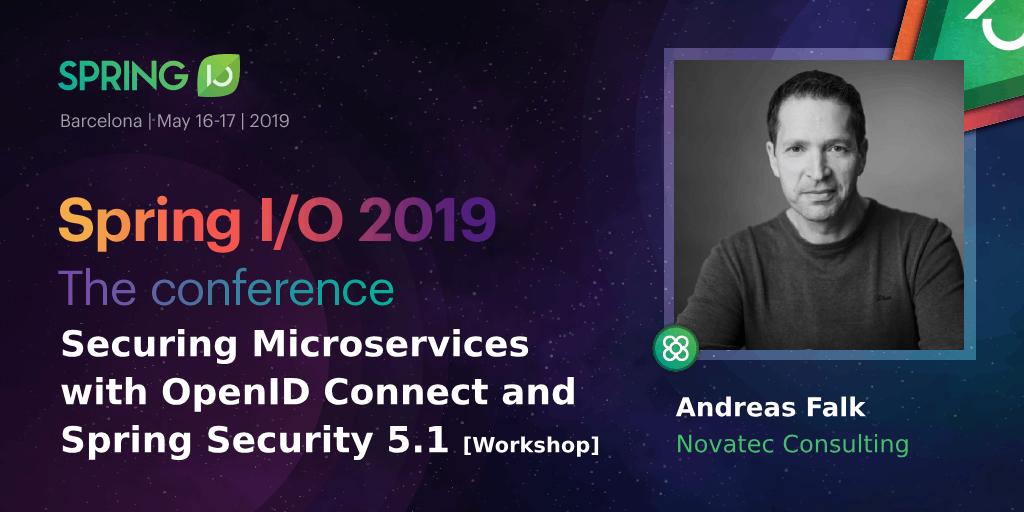 SPRING IO
Barcelona | May 16-17 | 2019
Spring I/O 2019
The conference
Securing Microservices
with OpenID Connect and
Spring Security 5.1 [Workshop]
Andreas Falk
Novatec Consulting